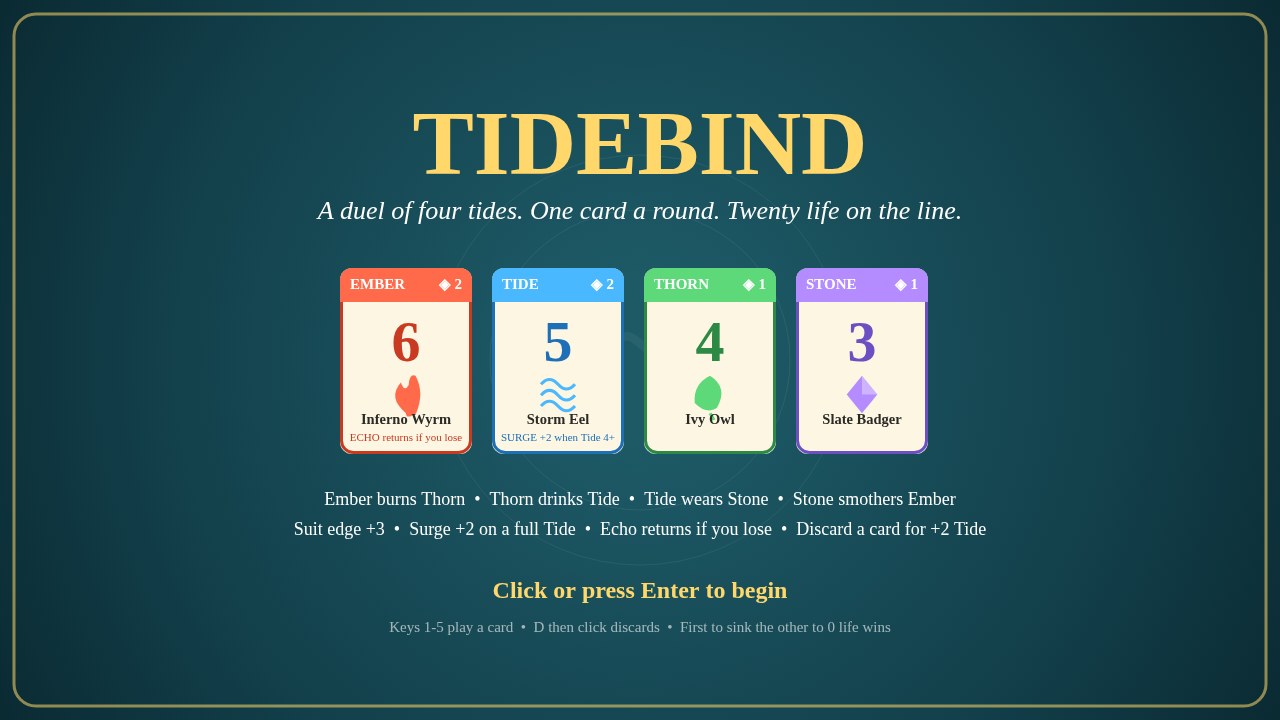 TIDEBIND
A duel of four tides. One card a round. Twenty life on the line.
EMBER ◈ 2
6
Inferno Wyrm
ECHO returns if you lose
TIDE ◈ 2
5
Storm Eel
SURGE +2 when Tide 4+
THORN ◈ 1
4
Ivy Owl
STONE ◈ 1
3
Slate Badger
Ember burns Thorn • Thorn drinks Tide • Tide wears Stone • Stone smothers Ember
Suit edge +3 • Surge +2 on a full Tide • Echo returns if you lose • Discard a card for +2 Tide
Click or press Enter to begin
Keys 1-5 play a card • D then click discards • First to sink the other to 0 life wins